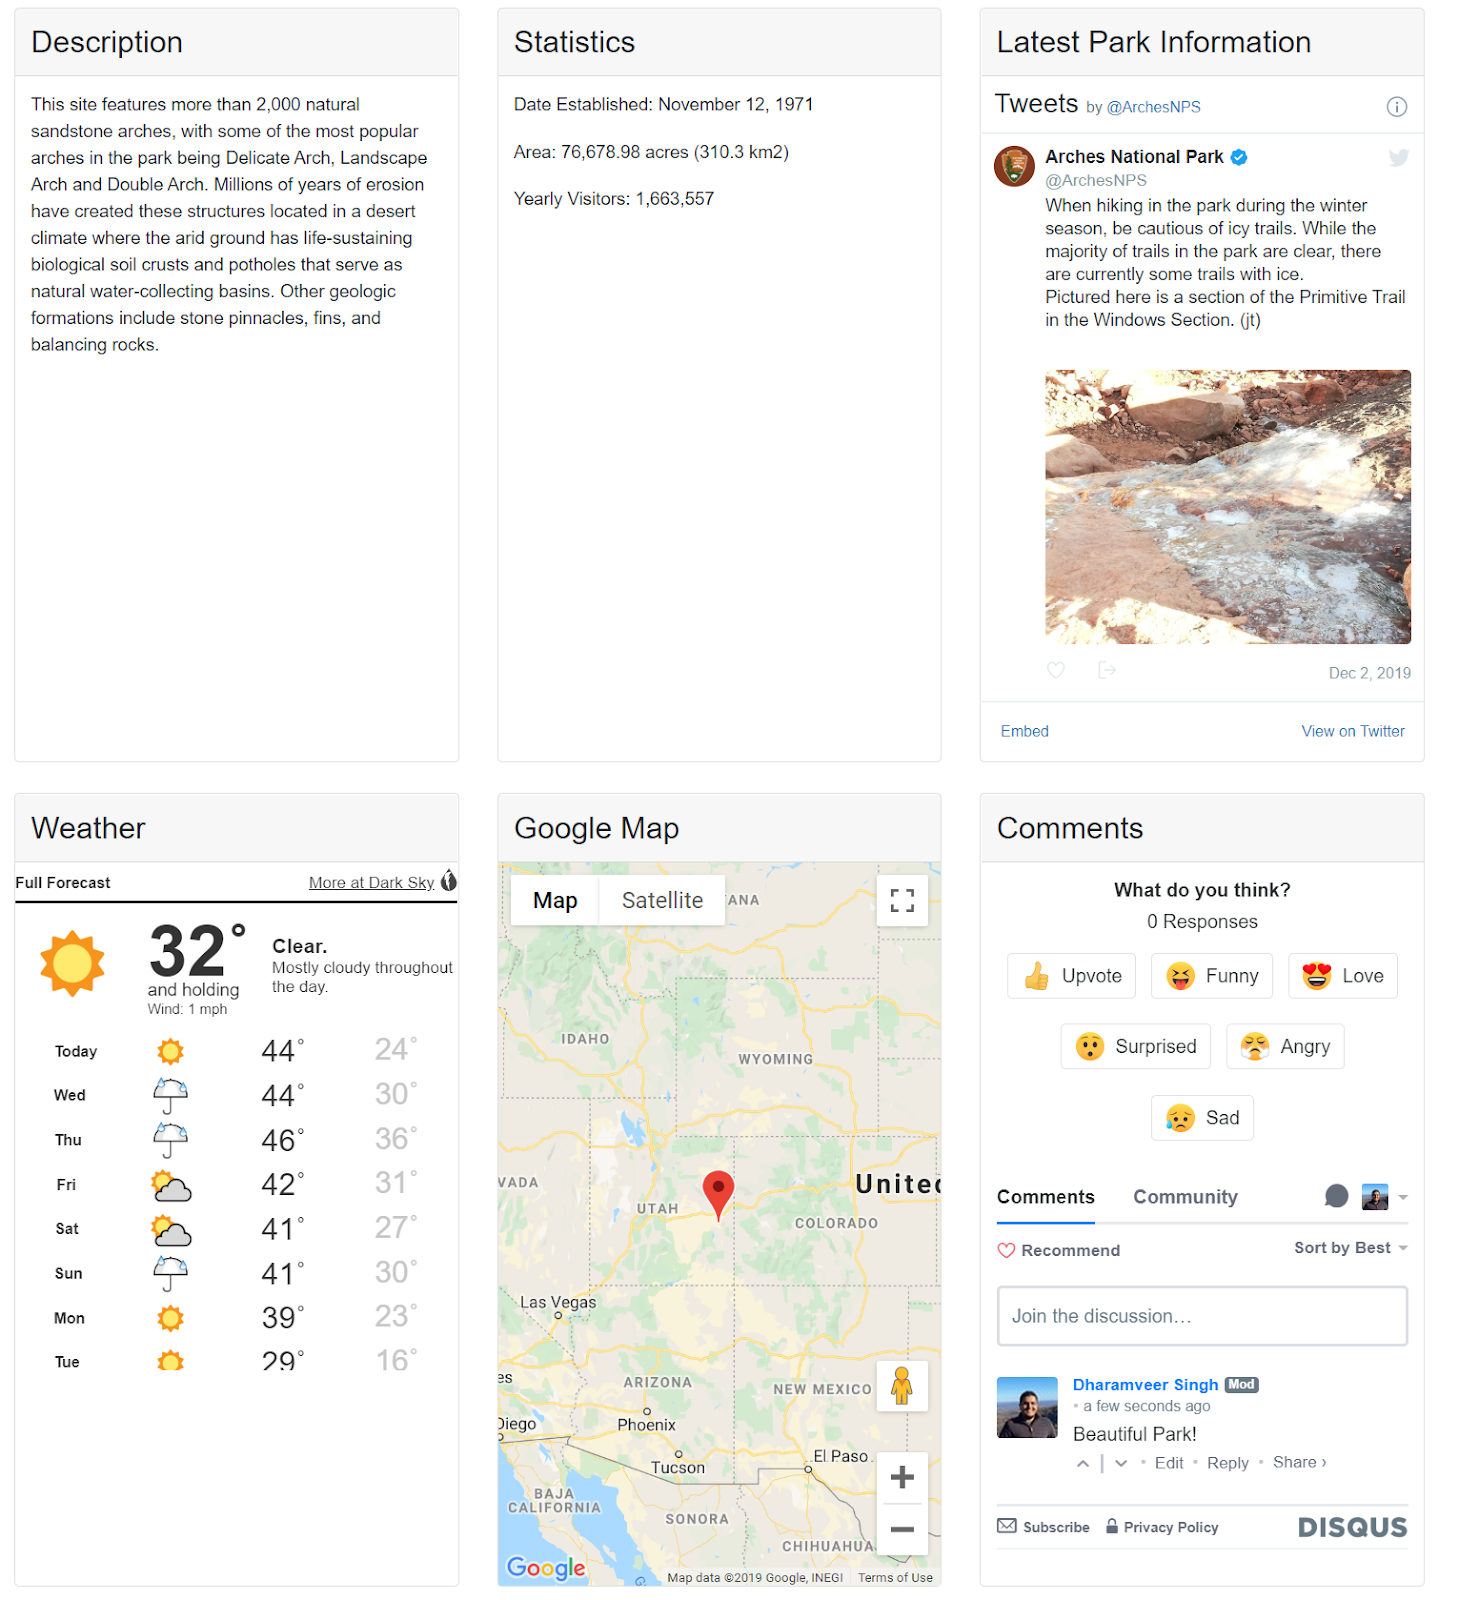 Description
This site features more than 2,000 natural
sandstone arches, with some of the most popular
arches in the park being Delicate Arch, Landscape
Arch and Double Arch. Millions of years of erosion
have created these structures located in a desert
climate where the arid ground has life-sustaining
biological soil crusts and potholes that serve as
natural water-collecting basins. Other geologic
formations include stone pinnacles, fins, and
balancing rocks.
Statistics
Date Established: November 12, 1971
Area: 76,678.98 acres (310.3 km2)
Yearly Visitors: 1,663,557
Latest Park Information
Tweets by @ArchesNPS
Arches National Park
@ArchesNPS
When hiking in the park during the winter
season, be cautious of icy trails. While the
majority of trails in the park are clear, there
are currently some trails with ice.
Pictured here is a section of the Primitive Trail
in the Windows Section. (jt)
Dec 2, 2019
Embed View on Twitter
Weather
Full Forecast More at Dark Sky
32°
and holding
Wind: 1 mph
Clear.
Mostly cloudy throughout
the day.
Today 44° 24°
Wed 44° 30°
Thu 46° 36°
Fri 42° 31°
Sat 41° 27°
Sun 41° 30°
Mon 39° 23°
Tue 29° 16°
Google Map
Map Satellite
ANA
IDAHO
WYOMING
VADA
United
UTAH
COLORADO
Las Vegas
es
ARIZONA
NEW MEXICO
Diego
Phoenix
El Paso
Tucson
BAJA
CALIFORNIA
SONORA
CHIHUAHUA
Google
Map data ©2019 Google, INEGI Terms of Use
Comments
What do you think?
0 Responses
Upvote Funny Love
Surprised Angry
Sad
Comments Community
Recommend Sort by Best
Join the discussion…
Dharamveer Singh Mod
• a few seconds ago
Beautiful Park!
• Edit • Reply • Share ›
Subscribe Privacy Policy DISQUS